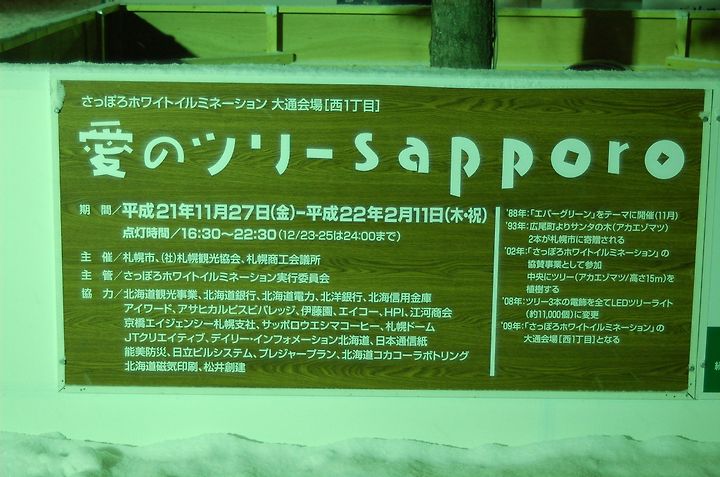 さっぽろホワイトイルミネーション 大通会場[西1丁目]
愛のツリーsapporo
期 間／平成21年11月27日(金)-平成22年2月11日(木・祝)
点灯時間／16:30〜22:30(12/23-25は24:00まで)
主 催／札幌市、(社)札幌観光協会、札幌商工会議所
主 管／さっぽろホワイトイルミネーション実行委員会
協 力／北海道観光事業、北海道銀行、北海道電力、北洋銀行、北海信用金庫
アイワード、アサヒカルピスビバレッジ、伊藤園、エイコー、HPI、江河商会
京橋エイジェンシー札幌支社、サッポロウエシマコーヒー、札幌ドーム
JTクリエイティブ、デイリー・インフォメーション北海道、日本通信紙
能美防災、日立ビルシステム、プレジャープラン、北海道コカコーラボトリング
北海道磁気印刷、松井創建
'88年:「エバーグリーン」をテーマに開催(11月)
'93年:広尾町よりサンタの木(アカエゾマツ)
2本が札幌市に寄贈される
'02年:「さっぽろホワイトイルミネーション」の
協賛事業として参加
中央にツリー(アカエゾマツ/高さ15m)を
植樹する
'08年:ツリー3本の電飾を全てLEDツリーライト
(約11,000個)に変更
'09年:「さっぽろホワイトイルミネーション」の
大通会場[西1丁目]となる